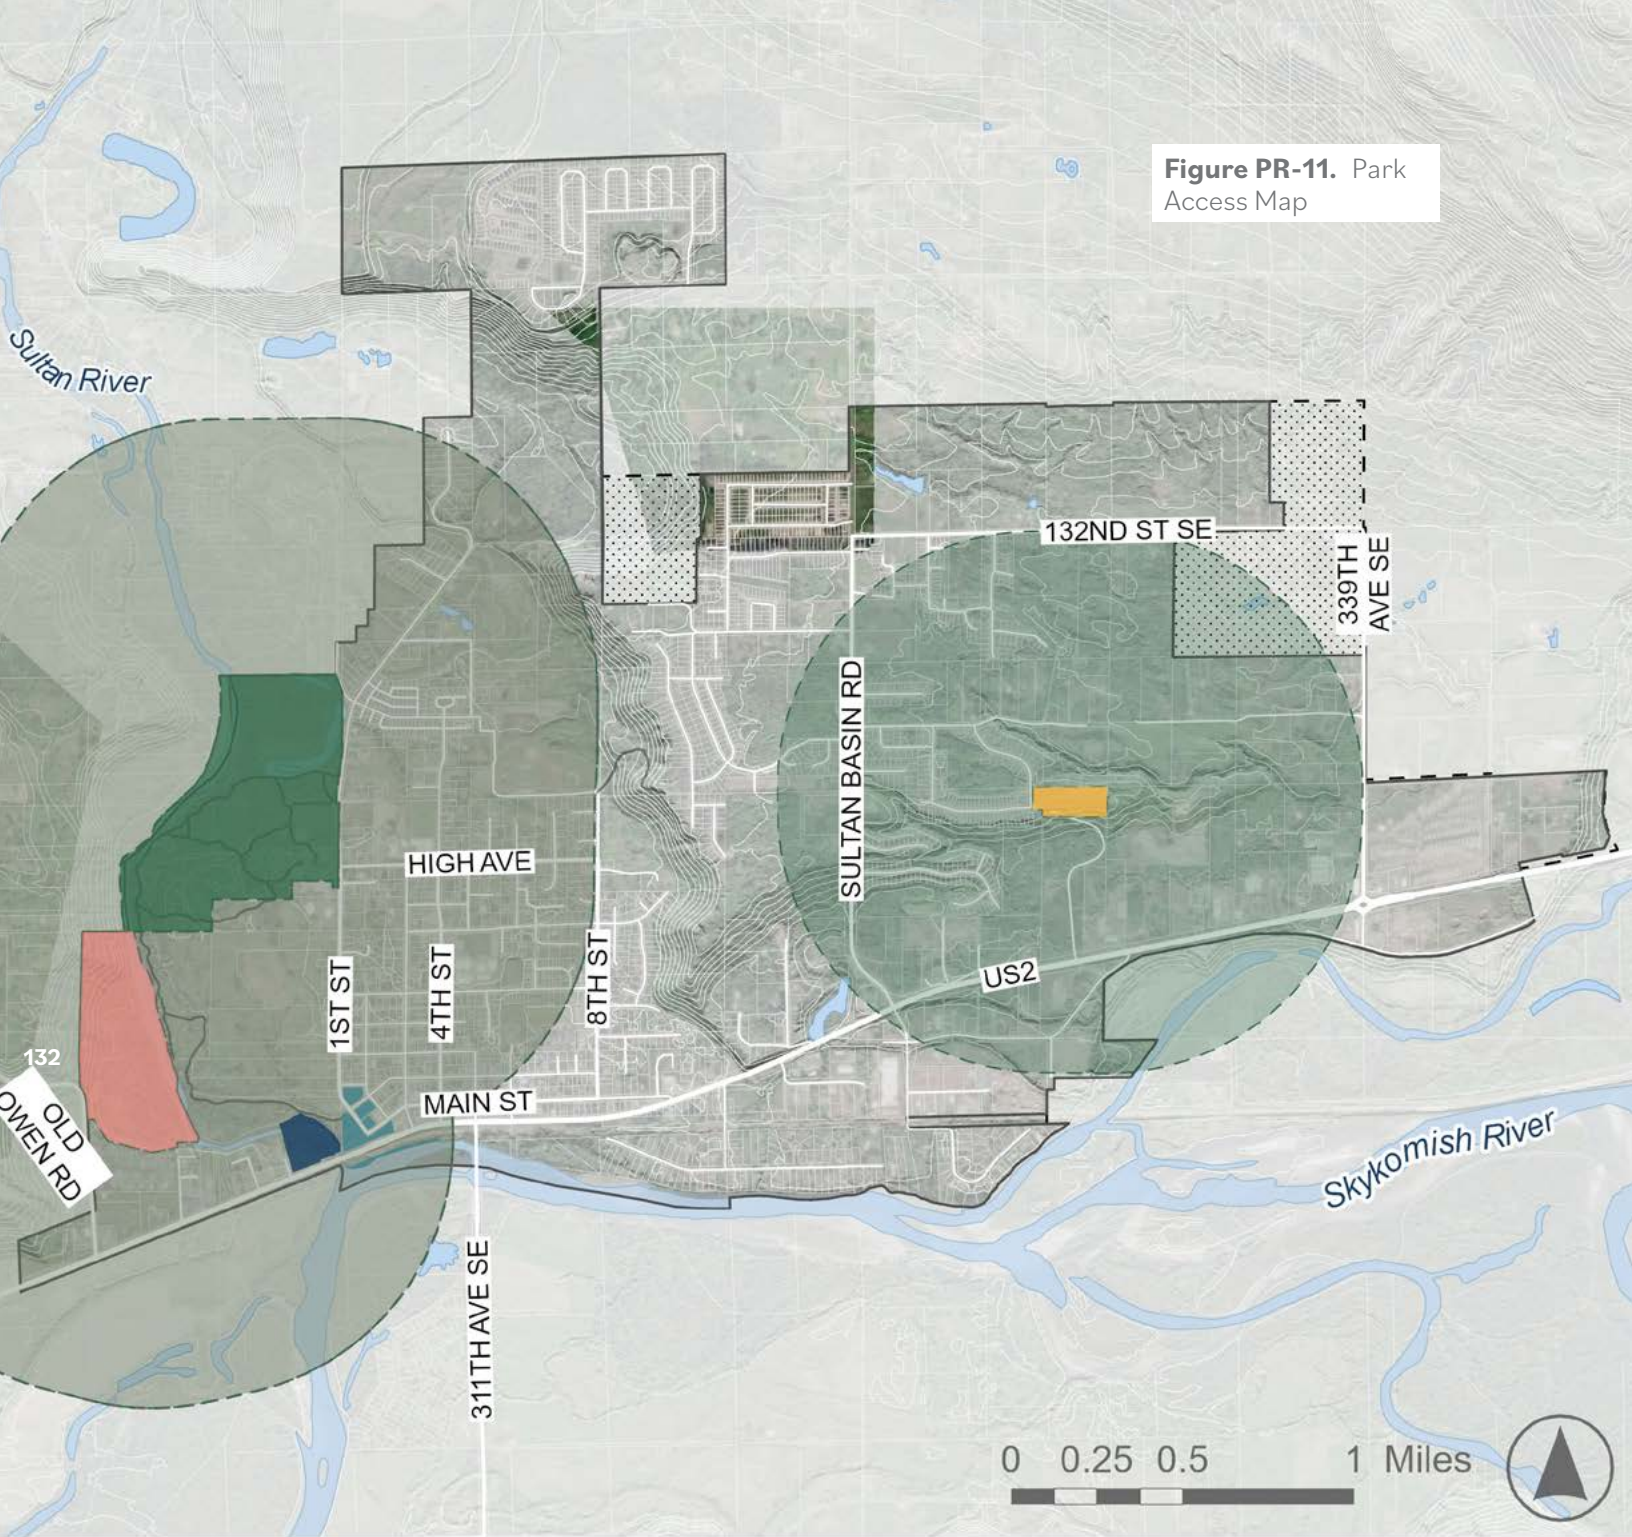 Figure PR-11. Park
Access Map
Sultan River
132ND ST SE
339TH
AVE SE
SULTAN BASIN RD
HIGH AVE
8TH ST
4TH ST
1ST ST
US2
132
OLD
OWEN RD
MAIN ST
Skykomish River
311TH AVE SE
0 0.25 0.5 1 Miles